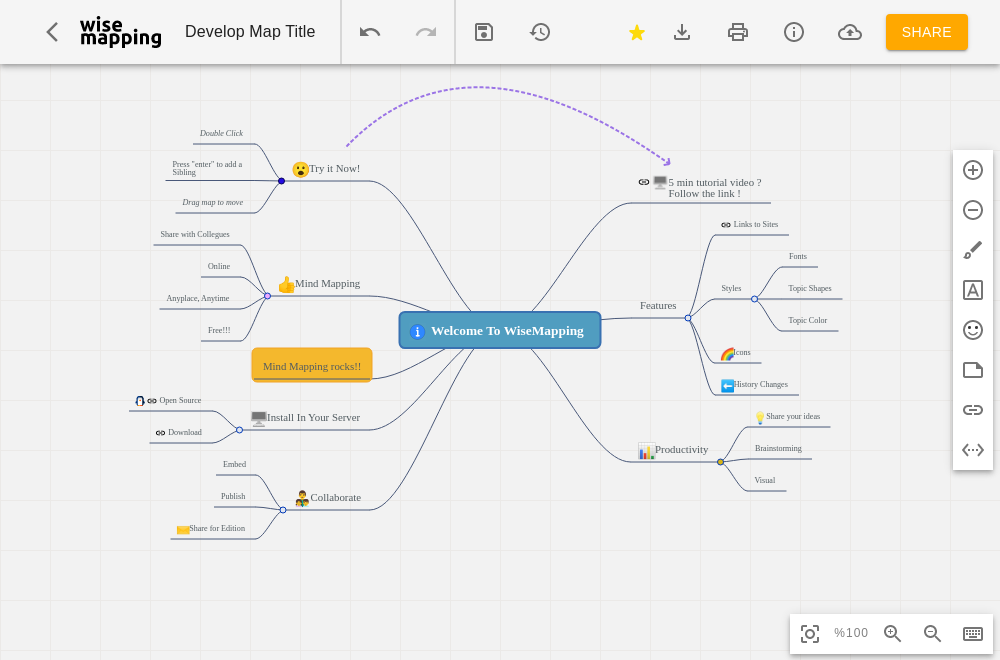 wise
mapping
Develop Map Title
SHARE
Double Click
Press "enter" to add a
Sibling
Drag map to move
Try it Now!
Share with Collegues
Online
Anyplace, Anytime
Free!!!
Mind Mapping
Mind Mapping rocks!!
Open Source
Download
Install In Your Server
Embed
Publish
Share for Edition
Collaborate
Welcome To WiseMapping
5 min tutorial video ?
Follow the link !
Features
Links to Sites
Styles
Fonts
Topic Shapes
Topic Color
Icons
History Changes
Productivity
Share your ideas
Brainstorming
Visual
%100